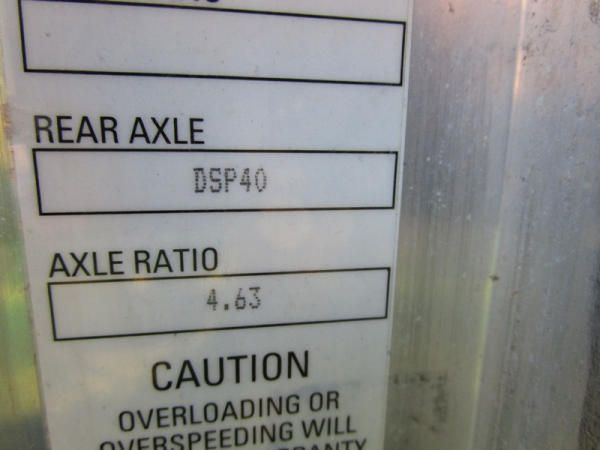 REAR AXLE
DSP40
AXLE RATIO
4.63
CAUTION
OVERLOADING OR
OVERSPEEDING WILL